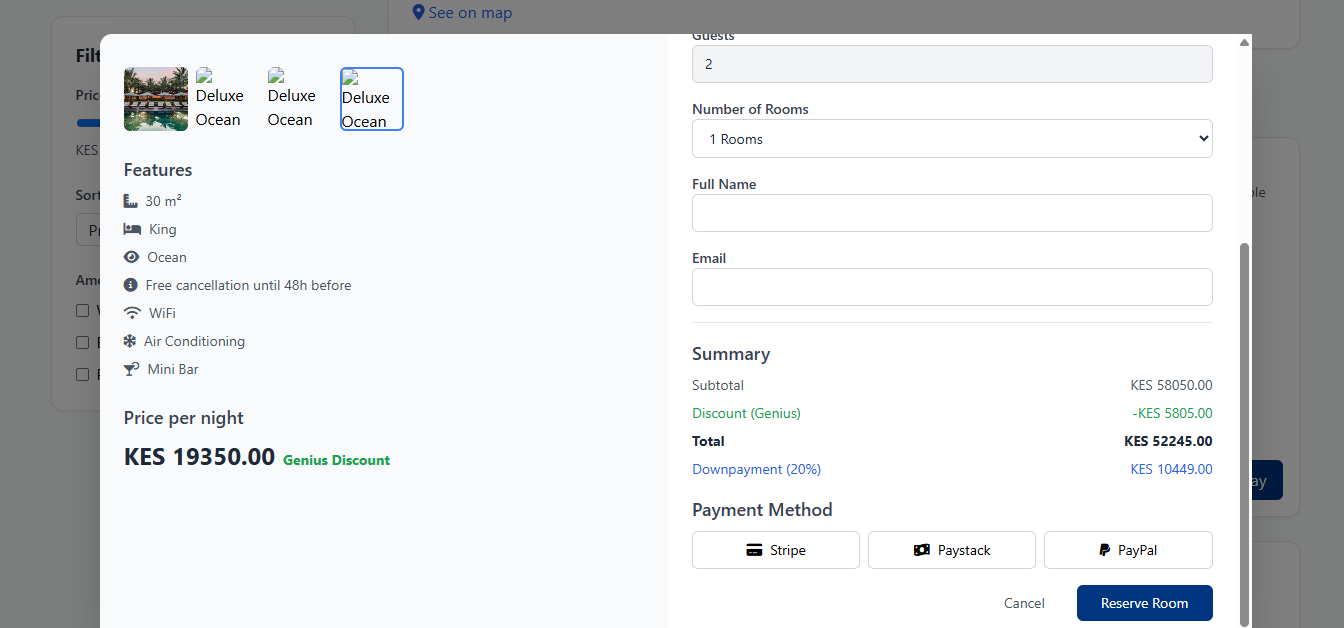 See on map
Filt
Pric
KES
Sort
Pr
Ame
Deluxe Ocean
Deluxe Ocean
Deluxe Ocean
Features
30 m²
King
Ocean
Free cancellation until 48h before
WiFi
Air Conditioning
Mini Bar
Price per night
KES 19350.00 Genius Discount
Guests
2
Number of Rooms
1 Rooms
Full Name
Email
Summary
Subtotal KES 58050.00
Discount (Genius) -KES 5805.00
Total KES 52245.00
Downpayment (20%) KES 10449.00
Payment Method
Stripe Paystack PayPal
Cancel Reserve Room
ble
ay